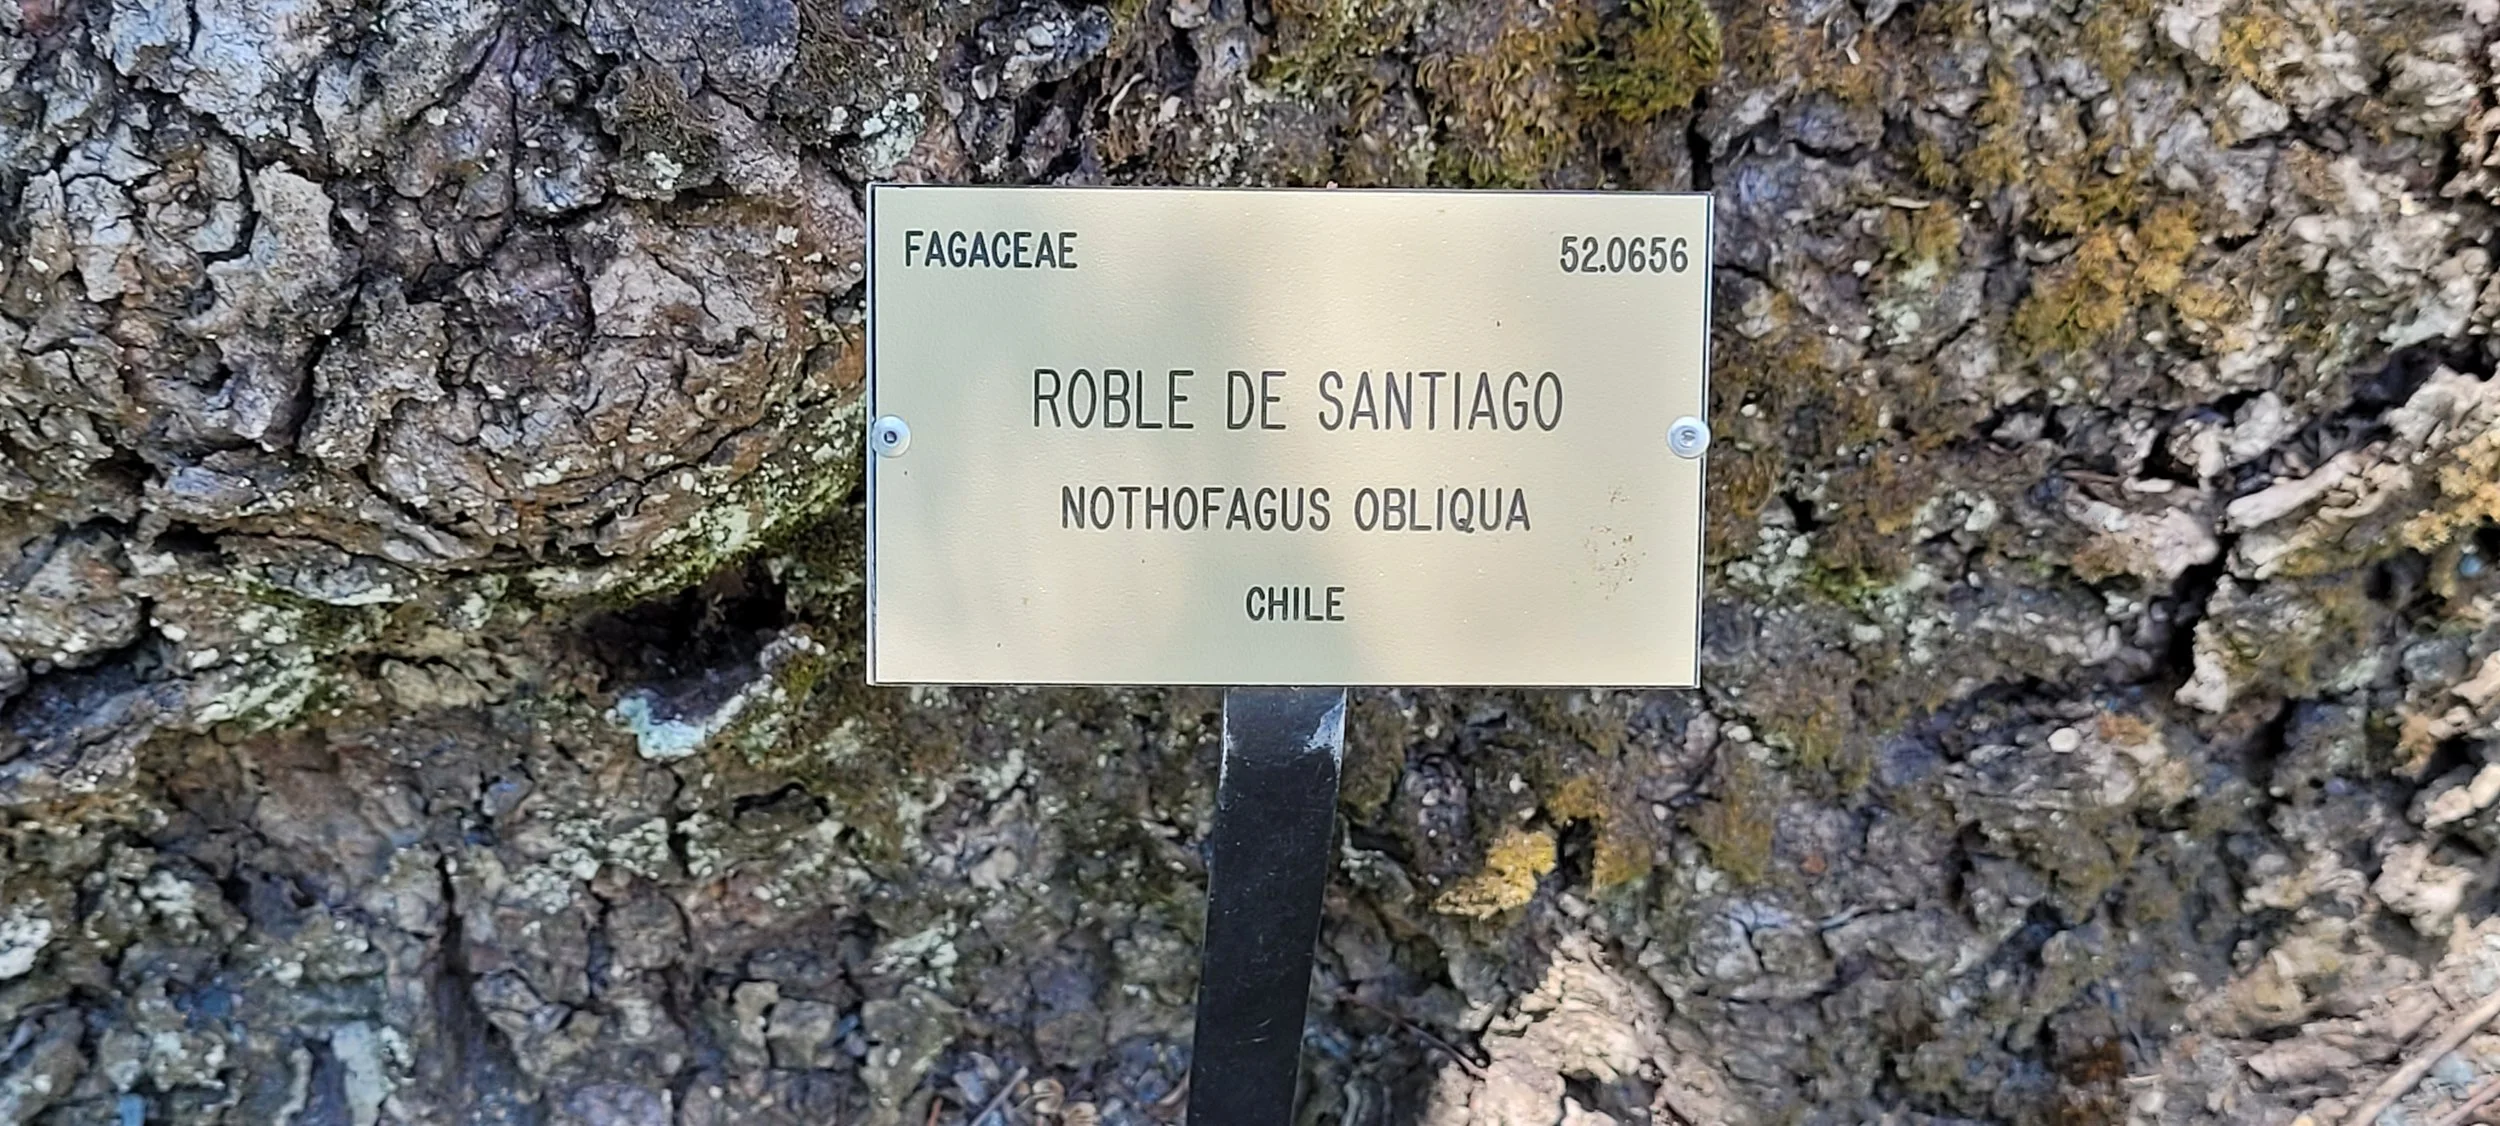 FAGACEAE 52.0656
ROBLE DE SANTIAGO
NOTHOFAGUS OBLIQUA
CHILE